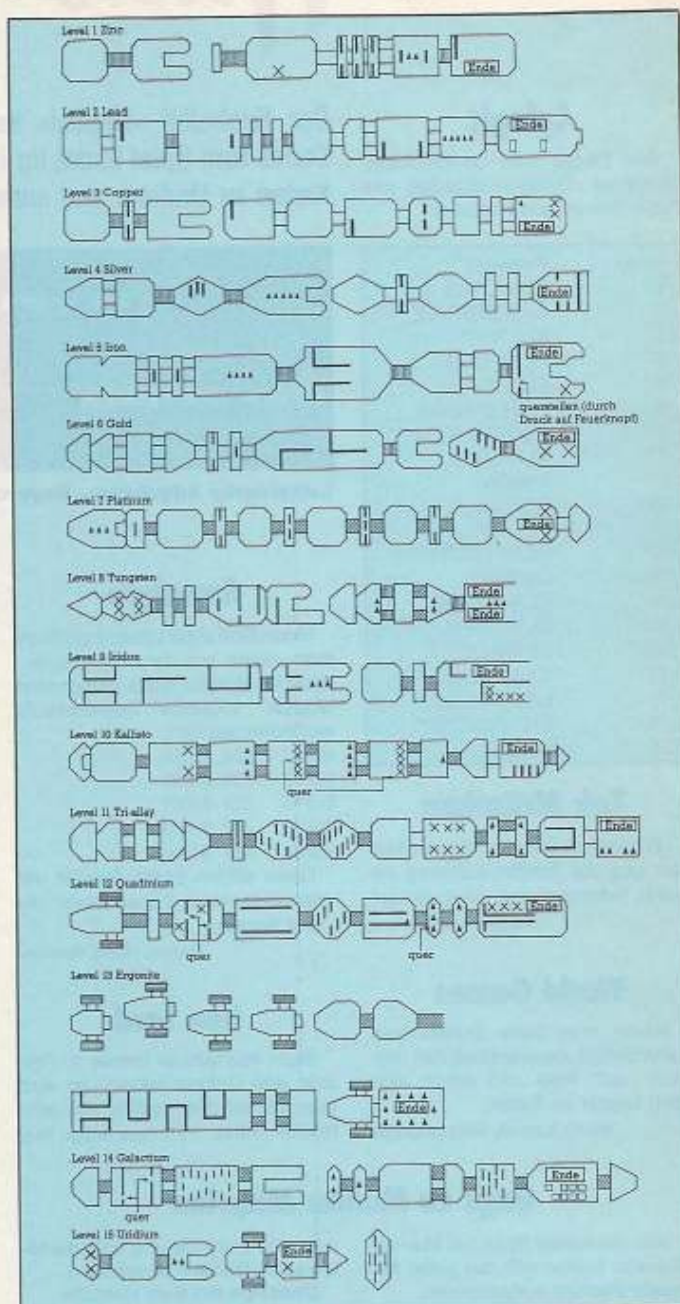 Level 1 Zinc
Ende
Level 2 Lead
Ende
Level 3 Copper
Ende
Level 4 Silver
Ende
Level 5 Iron
Ende
querstellen (durch
Druck auf Feuerknopf)
Level 6 Gold
Ende
Level 7 Platinum
Ende
Level 8 Tungsten
Ende
Ende
Level 9 Iridon
Ende
Level 10 Kallisto
Ende
quer
Level 11 Tri-alloy
Ende
Level 12 Quadmium
Ende
quer
quer
Level 13 Ergonite
Ende
Level 14 Galactium
Ende
quer
Level 15 Uridium
Ende